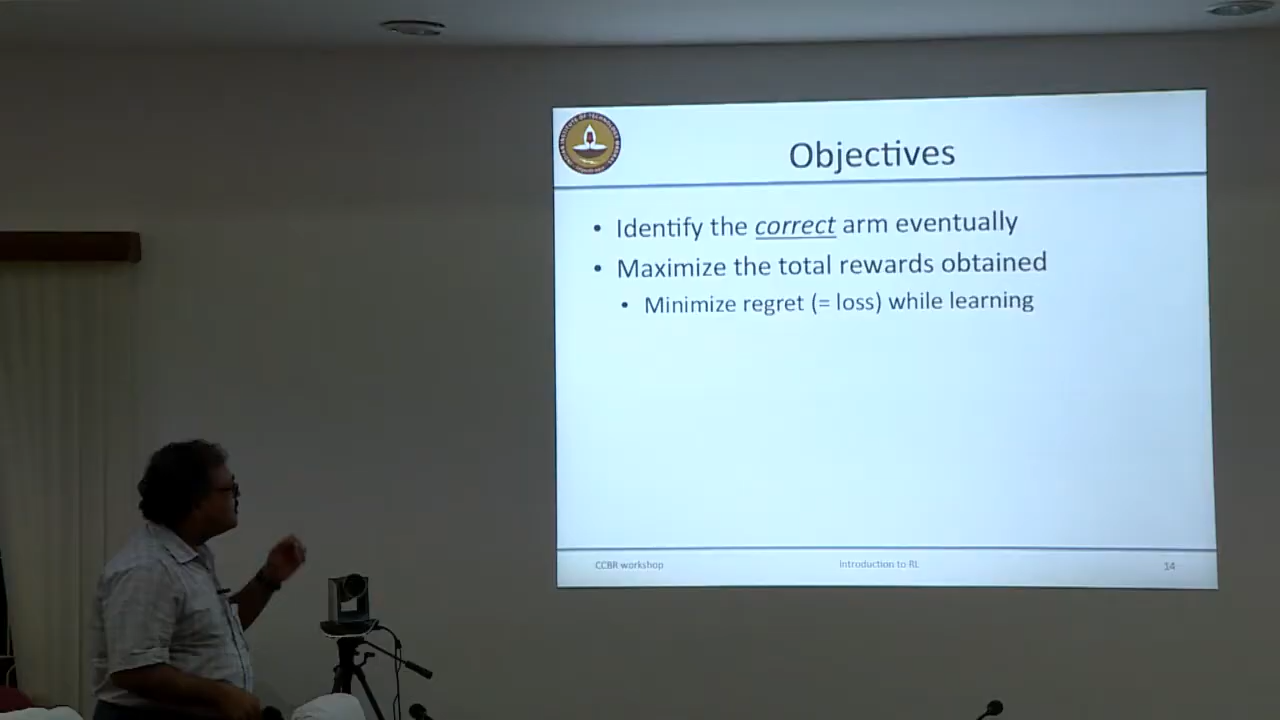 Objectives
• Identify the correct arm eventually
• Maximize the total rewards obtained
• Minimize regret (= loss) while learning
CCBR workshop
Introduction to RL
14